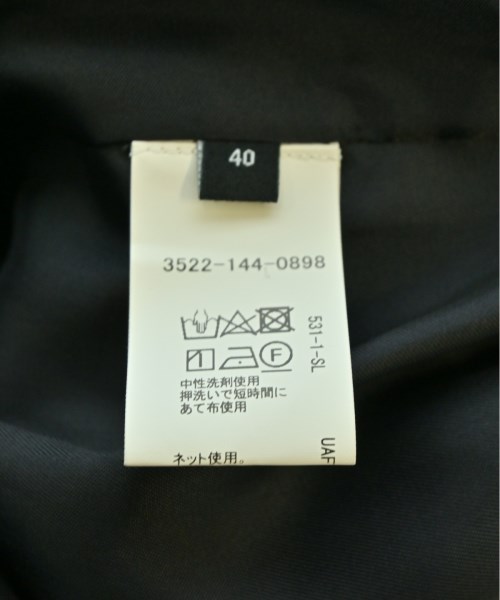 40
3522-144-0898
531-1-SL
F
中性洗剤使用
押洗いで短時間に
あて布使用
ネット使用。
UAF